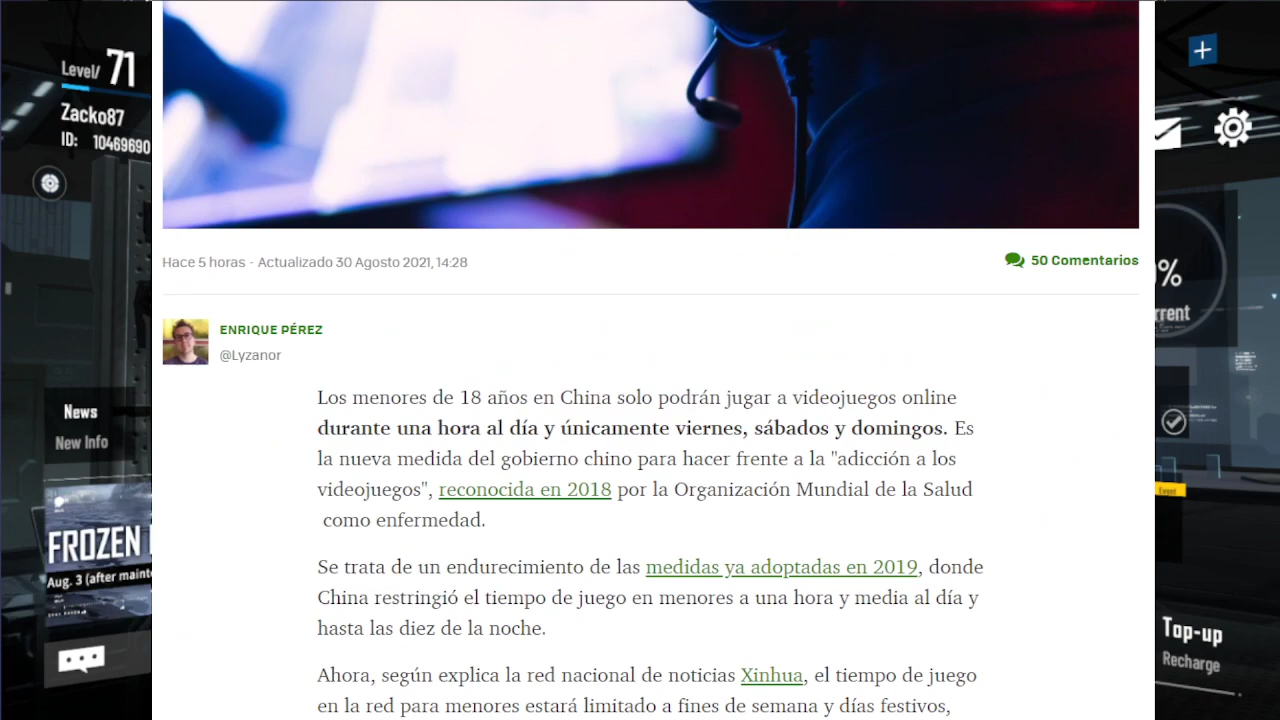 Level/ 71
Zacko87
ID: 10469690
News
New Info
FROZEN
Aug. 3 (after maint
Hace 5 horas - Actualizado 30 Agosto 2021, 14:28
50 Comentarios
ENRIQUE PÉREZ
@Lyzanor
Los menores de 18 años en China solo podrán jugar a videojuegos online
durante una hora al día y únicamente viernes, sábados y domingos. Es
la nueva medida del gobierno chino para hacer frente a la "adicción a los
videojuegos", reconocida en 2018 por la Organización Mundial de la Salud
como enfermedad.
Se trata de un endurecimiento de las medidas ya adoptadas en 2019, donde
China restringió el tiempo de juego en menores a una hora y media al día y
hasta las diez de la noche.
Ahora, según explica la red nacional de noticias Xinhua, el tiempo de juego
en la red para menores estará limitado a fines de semana y días festivos,
%
rrent
Event
Top-up
Recharge